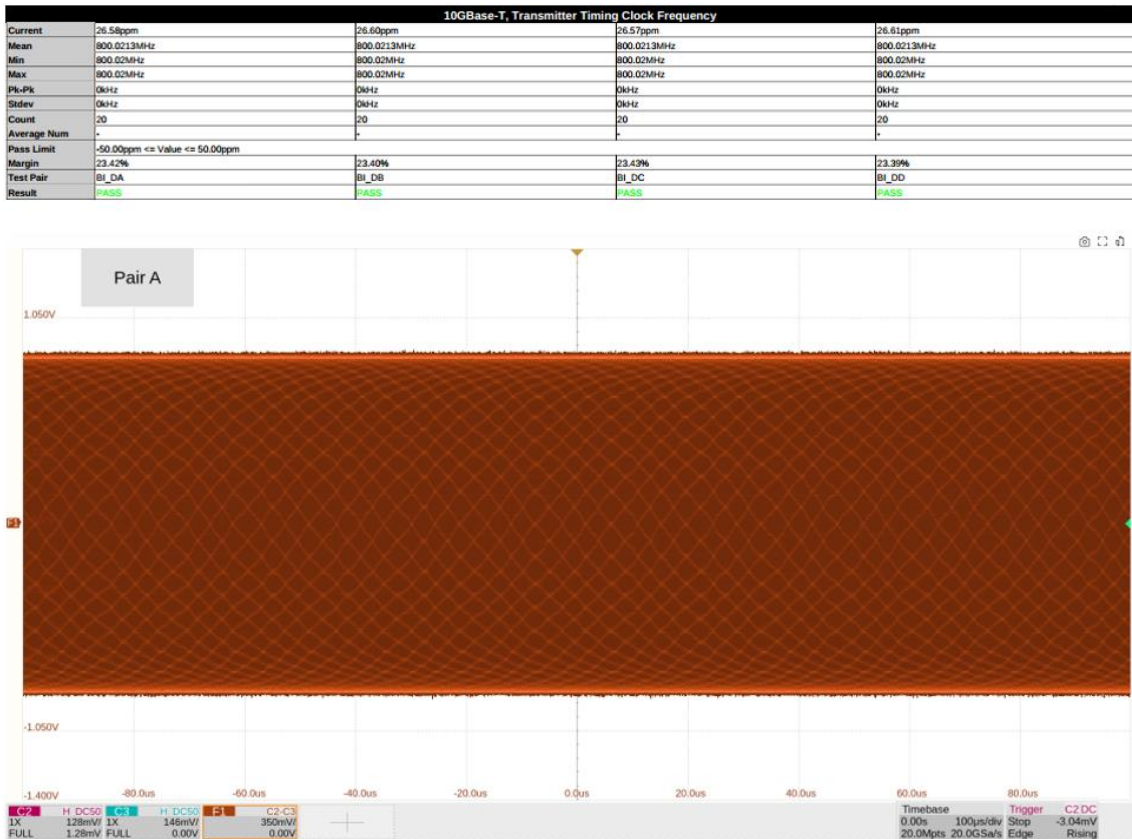 10GBase-T, Transmitter Timing Clock Frequency
Current 26.58ppm 26.60ppm 26.57ppm 26.61ppm
Mean 800.0213MHz 800.0213MHz 800.0213MHz 800.0213MHz
Min 800.02MHz 800.02MHz 800.02MHz 800.02MHz
Max 800.02MHz 800.02MHz 800.02MHz 800.02MHz
Pk-Pk 0kHz 0kHz 0kHz 0kHz
Stdev 0kHz 0kHz 0kHz 0kHz
Count 20 20 20 20
Average Num - - - -
Pass Limit -50.00ppm <= Value <= 50.00ppm
Margin 23.42% 23.40% 23.43% 23.39%
Test Pair BI_DA BI_DB BI_DC BI_DD
Result PASS PASS PASS PASS
Pair A
1.050V
F1
-1.050V
-1.400V -80.0us -60.0us -40.0us -20.0us 0.0us 20.0us 40.0us 60.0us 80.0us
C2 H DC50 C3 H DC50 F1 C2-C3 Timebase Trigger C2 DC
1X 128mV/ 1X 146mV/ 350mV/ 0.00s 100µs/div Stop -3.04mV
FULL 1.28mV FULL 0.00V 0.00V 20.0Mpts 20.0GSa/s Edge Rising